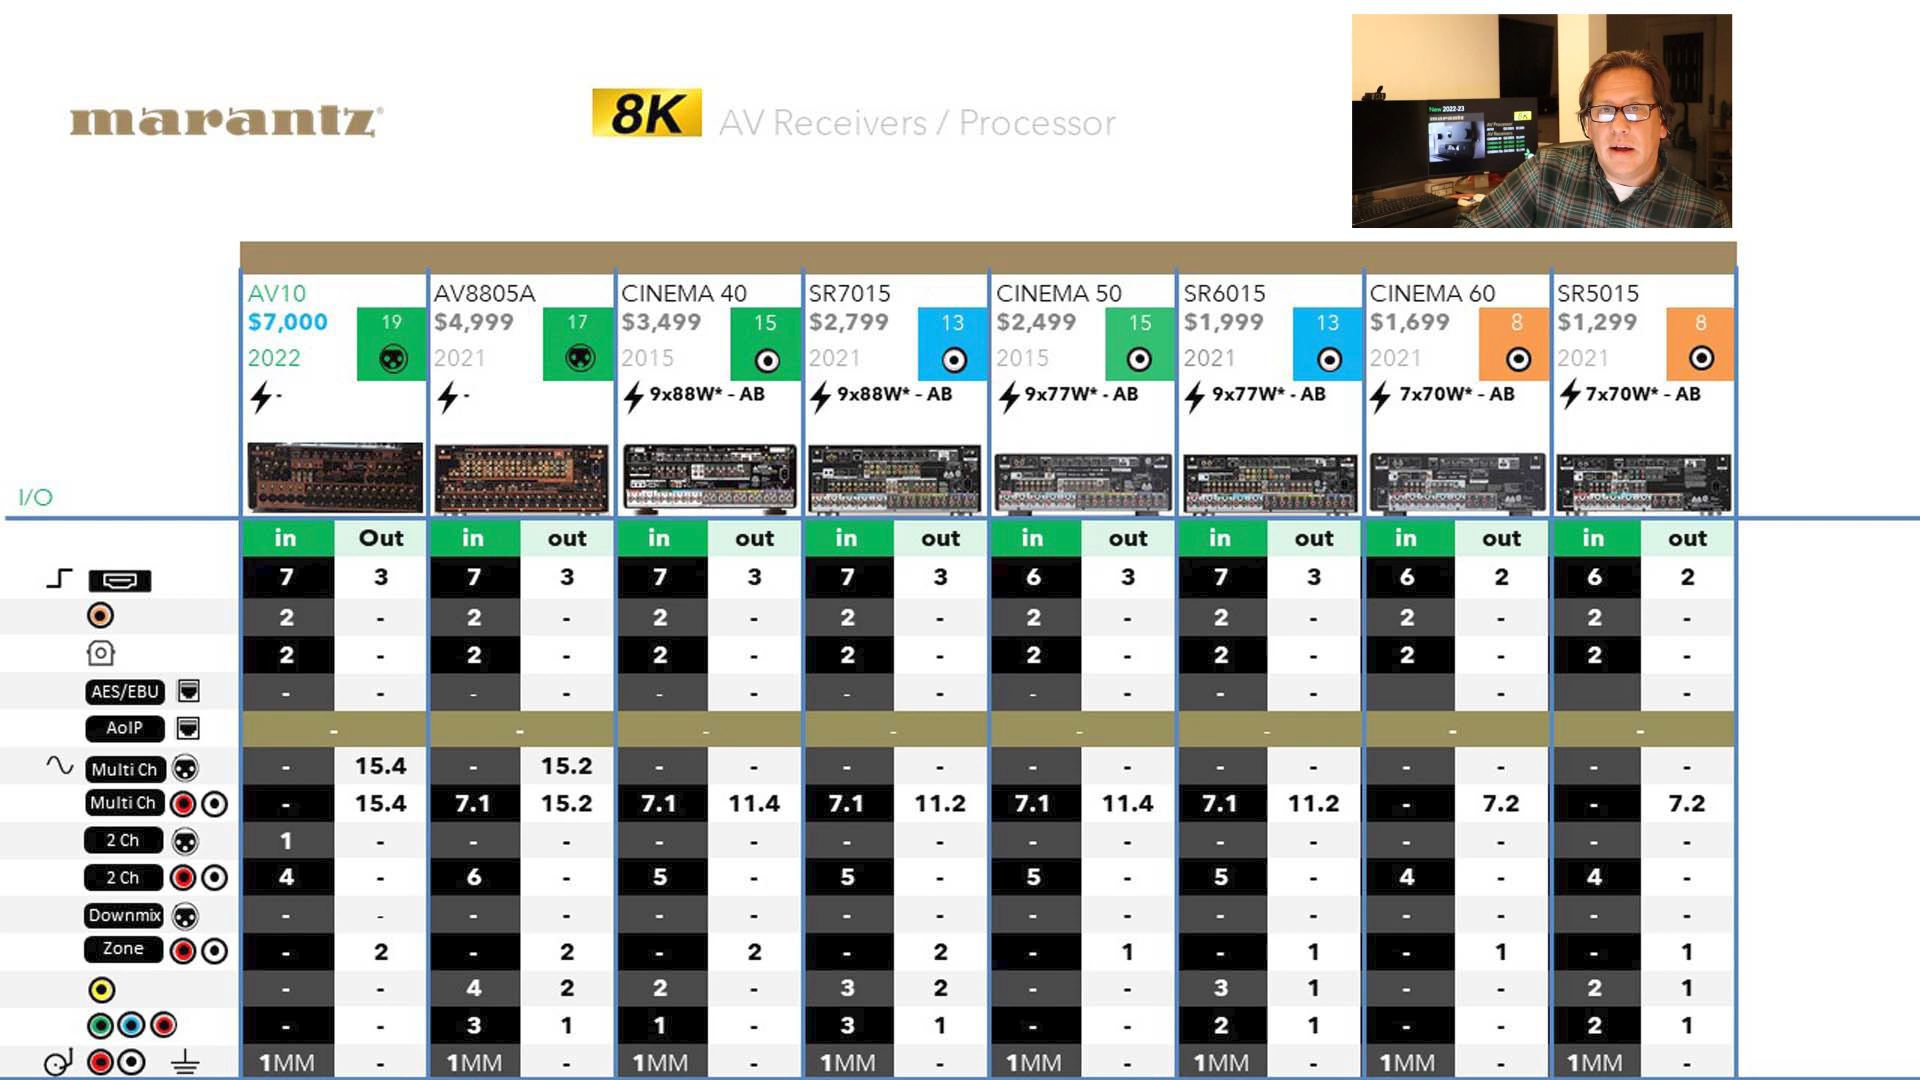 marantz
8K AV Receivers / Processor
New 2022-23
8K
AV10 AV8805A CINEMA 40 SR7015 CINEMA 50 SR6015 CINEMA 60 SR5015
$7,000 19 $4,999 17 $3,499 15 $2,799 13 $2,499 15 $1,999 13 $1,699 8 $1,299 8
2022 2021 2015 2021 2015 2021 2021 2021
- - 9x88W* - AB 9x88W* - AB 9x77W* - AB 9x77W* - AB 7x70W* - AB 7x70W* - AB
I/O
in Out in out in out in out in out in out in out in out
7 3 7 3 7 3 7 3 6 3 7 3 6 2 6 2
2 - 2 - 2 - 2 - 2 - 2 - 2 - 2 -
2 - 2 - 2 - 2 - 2 - 2 - 2 - 2 -
AES/EBU - - - - - - - - - - - - - -
AoIP - - - - - - - -
Multi Ch - 15.4 - 15.2 - - - - - - - - - - - -
Multi Ch - 15.4 7.1 15.2 7.1 11.4 7.1 11.2 7.1 11.4 7.1 11.2 - 7.2 - 7.2
2 Ch 1 - - - - - - - - - - - - - - -
2 Ch 4 - 6 - 5 - 5 - 5 - 5 - 4 - 4 -
Downmix - - - - - - - - - - - - - - - -
Zone - 2 - 2 - 2 - 2 - 1 - 1 - 1 - 1
- - 4 2 2 - 3 2 - - 3 1 - - 2 1
- - 3 1 1 - 3 1 - - 2 1 - - 2 1
1MM - 1MM - 1MM - 1MM - 1MM - 1MM - 1MM - 1MM -